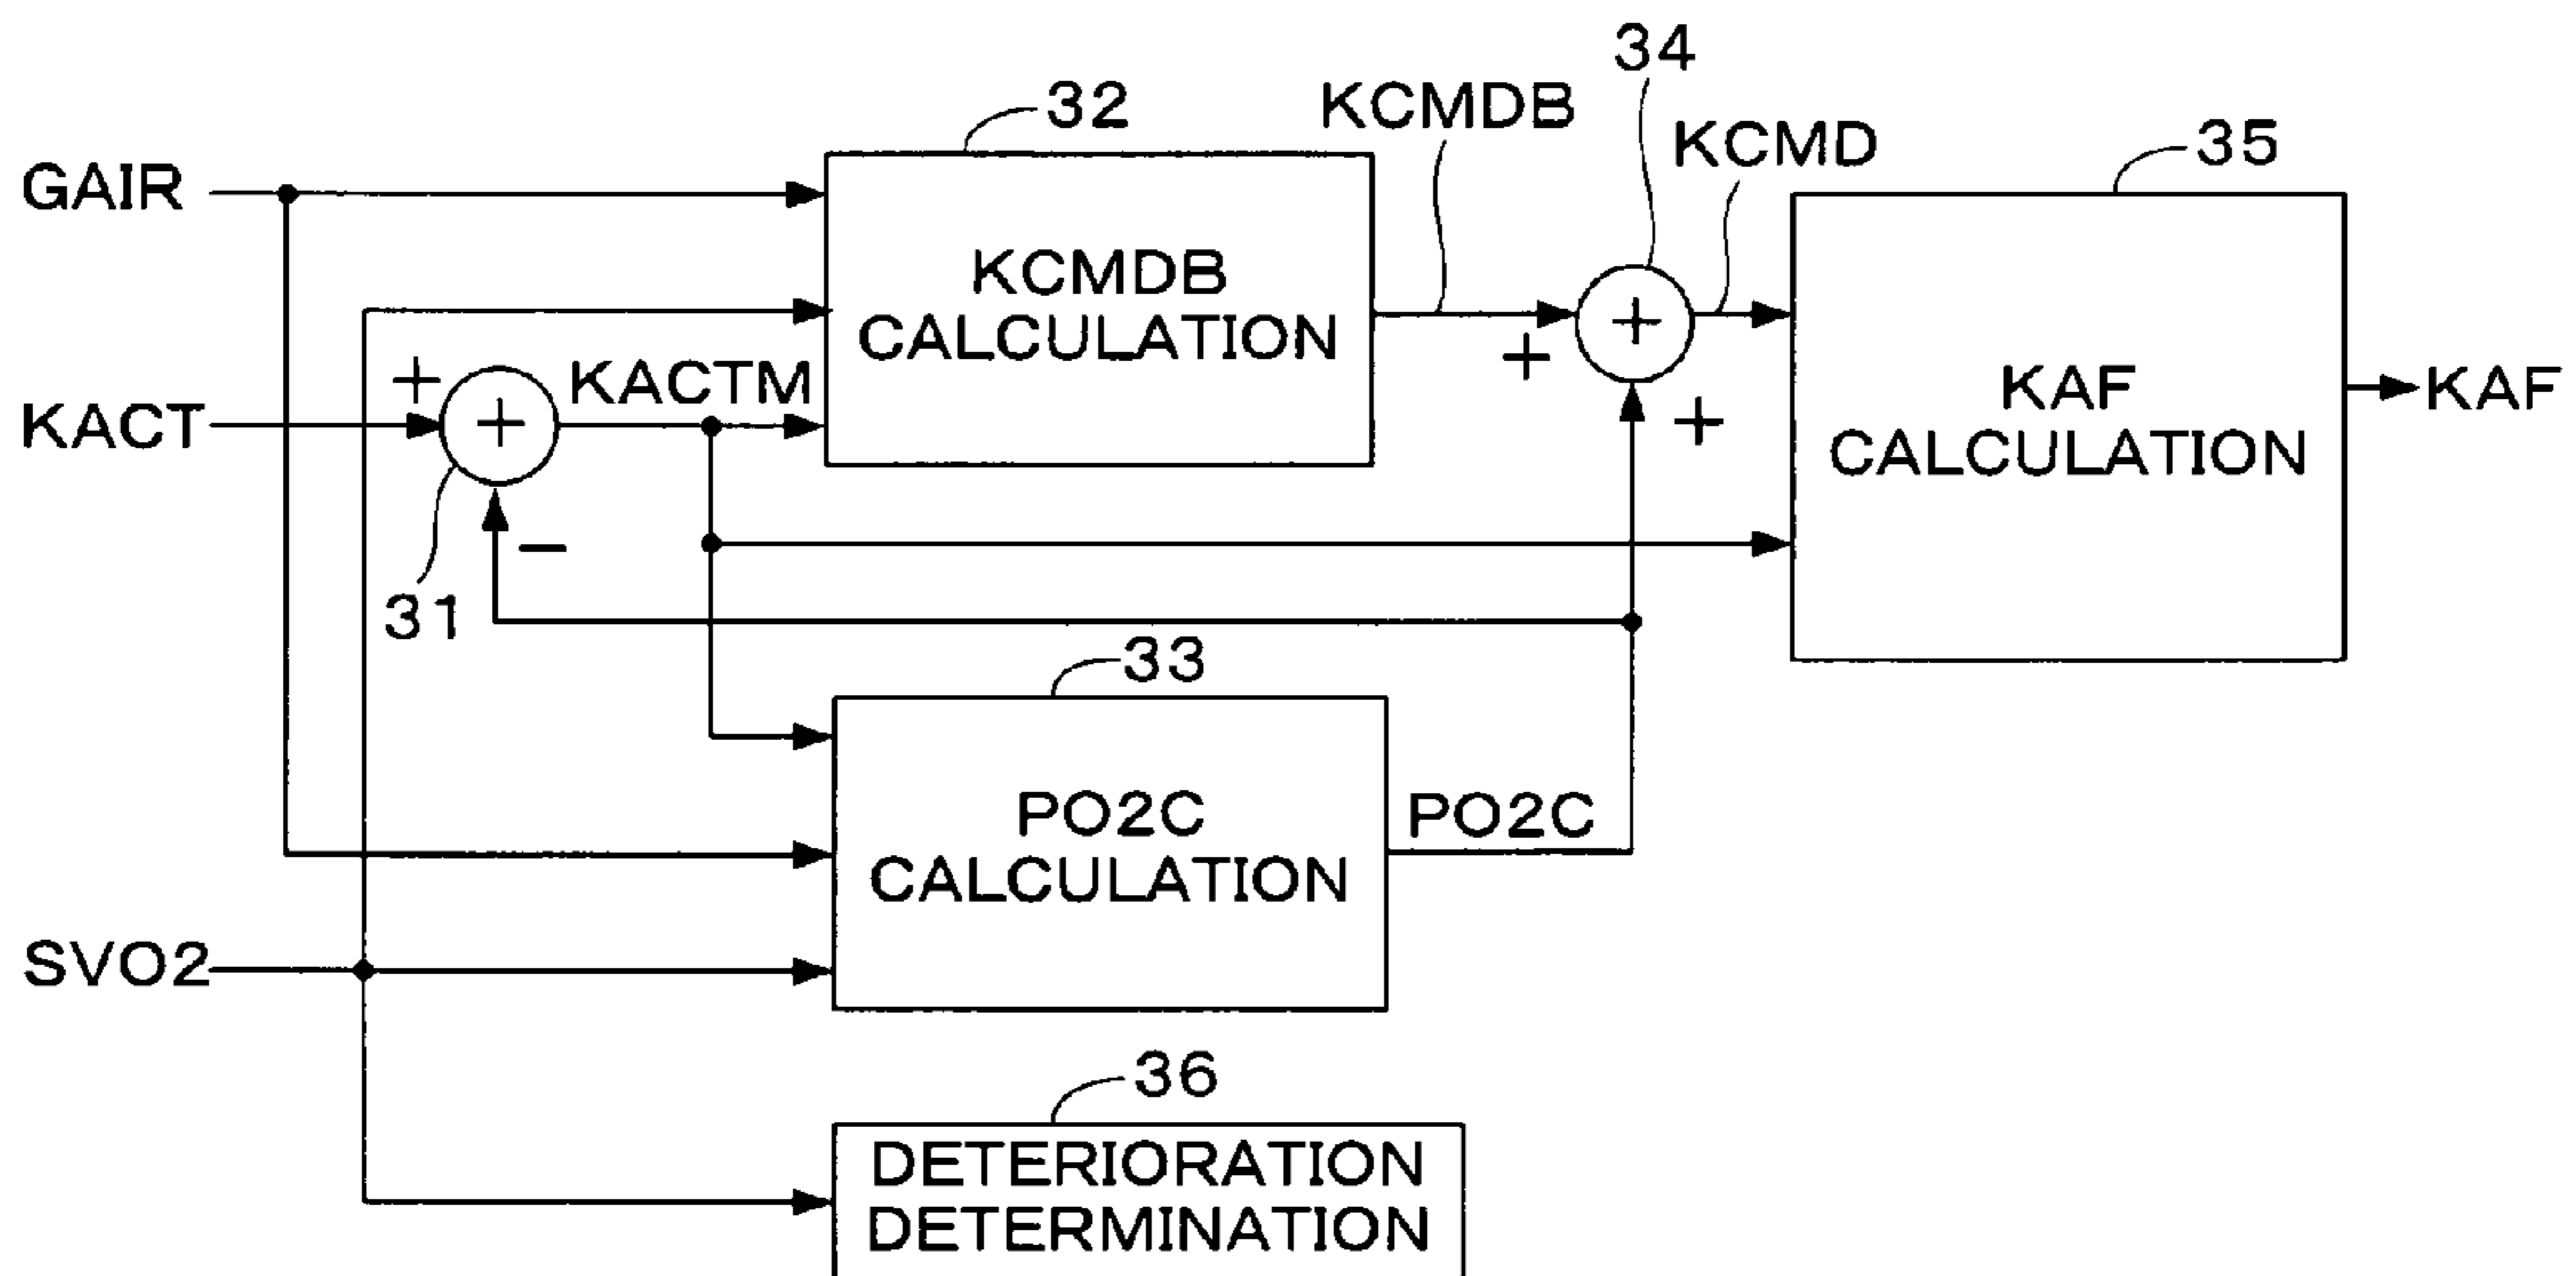 34
32
KCMDB
KCMD
35
GAIR
KCMDB
CALCULATION
+
+
KAF
CALCULATION
KAF
KACT
+
+
KACTM
+
+
−
31
33
PO2C
CALCULATION
PO2C
SVO2
36
DETERIORATION
DETERMINATION